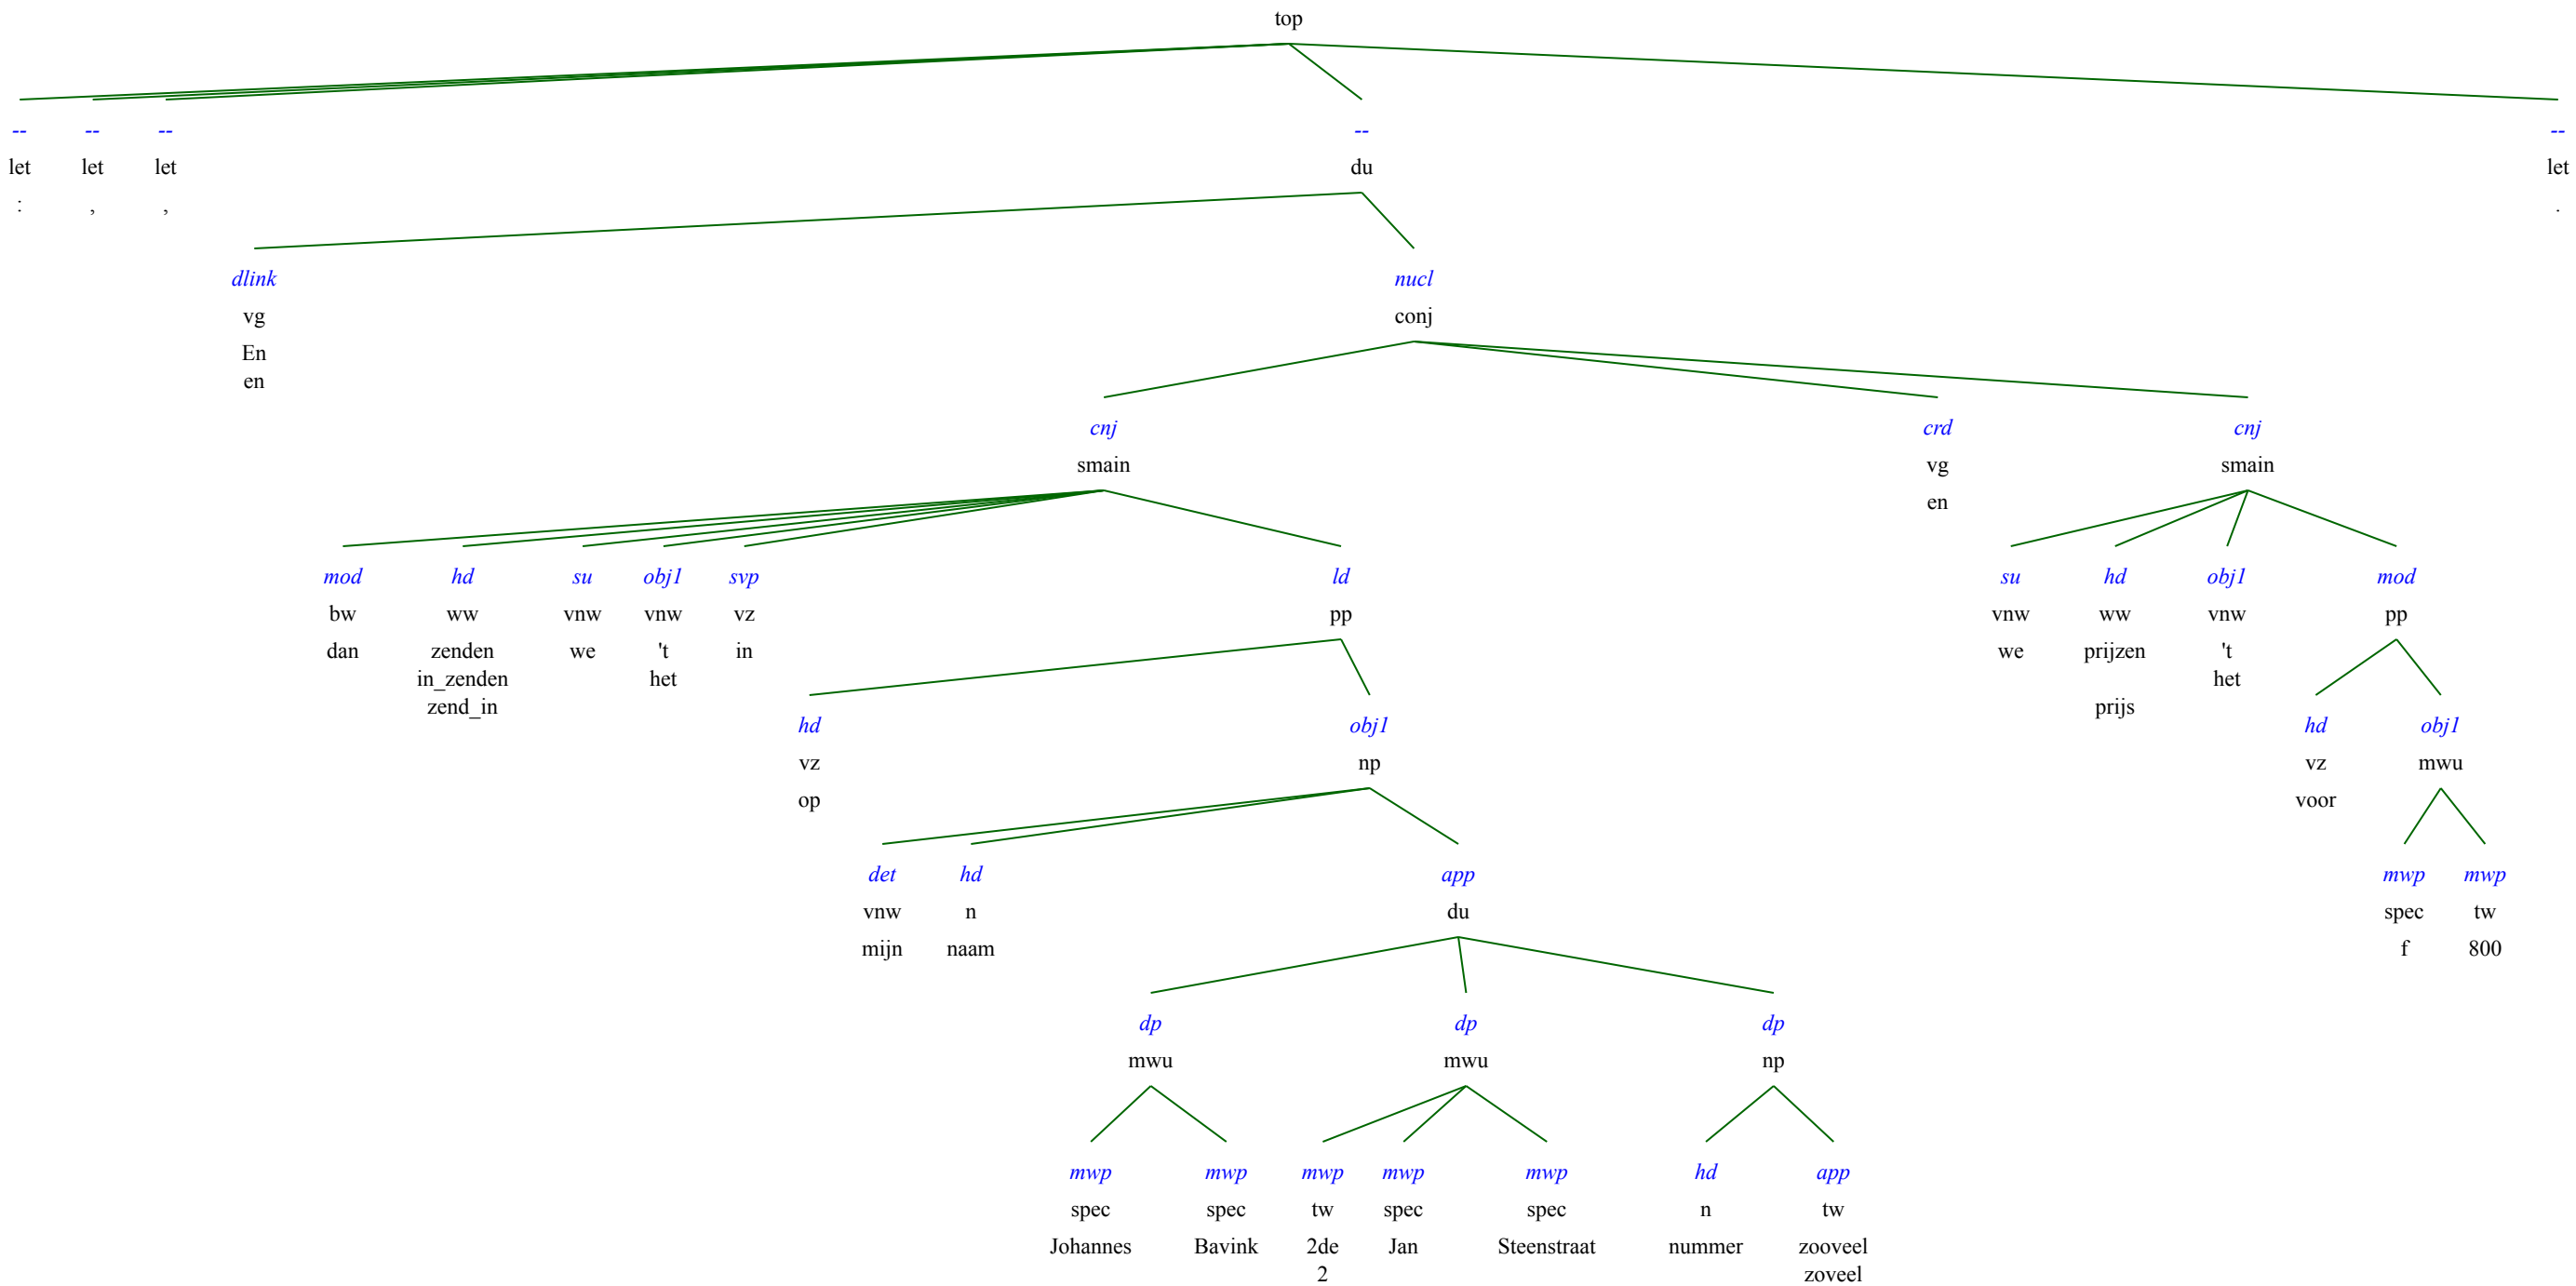 top
-- -- -- -- --
let let let du let
: , , .
dlink nucl
vg conj
En
en
cnj crd cnj
smain vg smain
en
mod hd su obj1 svp ld su hd obj1 mod
bw ww vnw vnw vz pp vnw ww vnw pp
dan zenden we 't in we prijzen 't
in_zenden het het
zend_in prijs
hd obj1 hd obj1
vz np vz mwu
op voor
det hd app mwp mwp
vnw n du spec tw
mijn naam f 800
dp dp dp
mwu mwu np
mwp mwp mwp mwp mwp hd app
spec spec tw spec spec n tw
Johannes Bavink 2de Jan Steenstraat nummer zooveel
2 zoveel